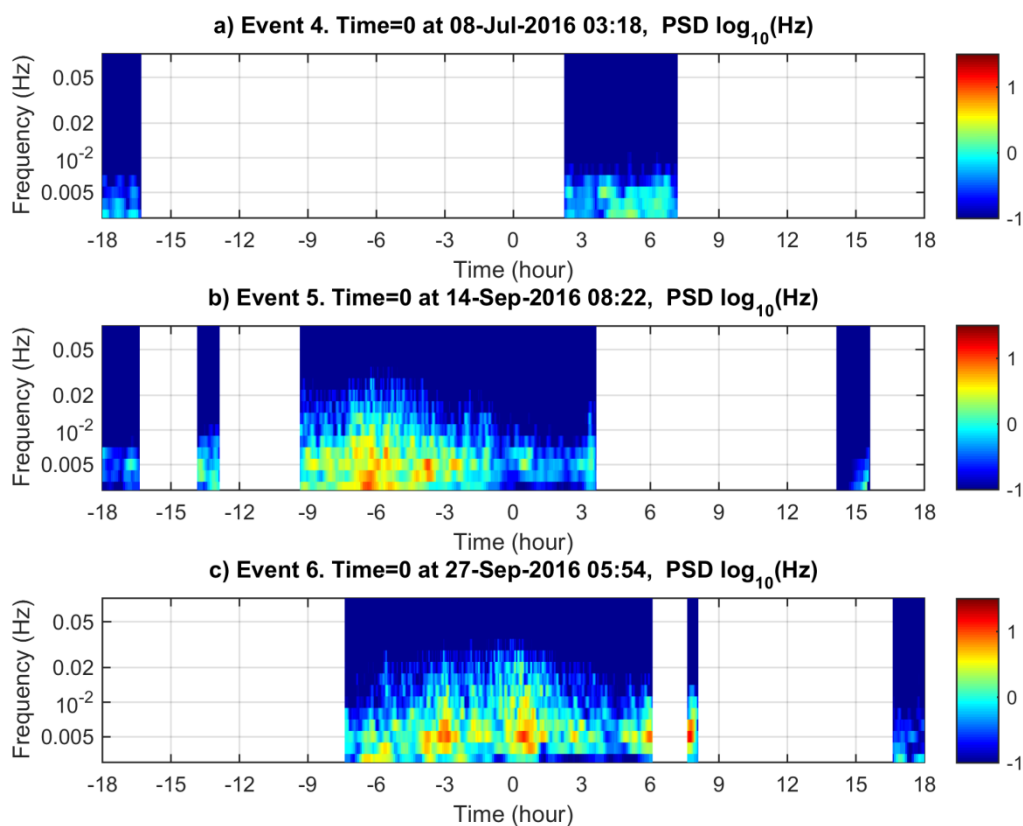 a) Event 4. Time=0 at 08-Jul-2016 03:18, PSD log10(Hz)
Frequency (Hz)
0.05
0.02
10-2
0.005
1
0
-1
-18 -15 -12 -9 -6 -3 0 3 6 9 12 15 18
Time (hour)
b) Event 5. Time=0 at 14-Sep-2016 08:22, PSD log10(Hz)
Frequency (Hz)
0.05
0.02
10-2
0.005
1
0
-1
-18 -15 -12 -9 -6 -3 0 3 6 9 12 15 18
Time (hour)
c) Event 6. Time=0 at 27-Sep-2016 05:54, PSD log10(Hz)
Frequency (Hz)
0.05
0.02
10-2
0.005
1
0
-1
-18 -15 -12 -9 -6 -3 0 3 6 9 12 15 18
Time (hour)